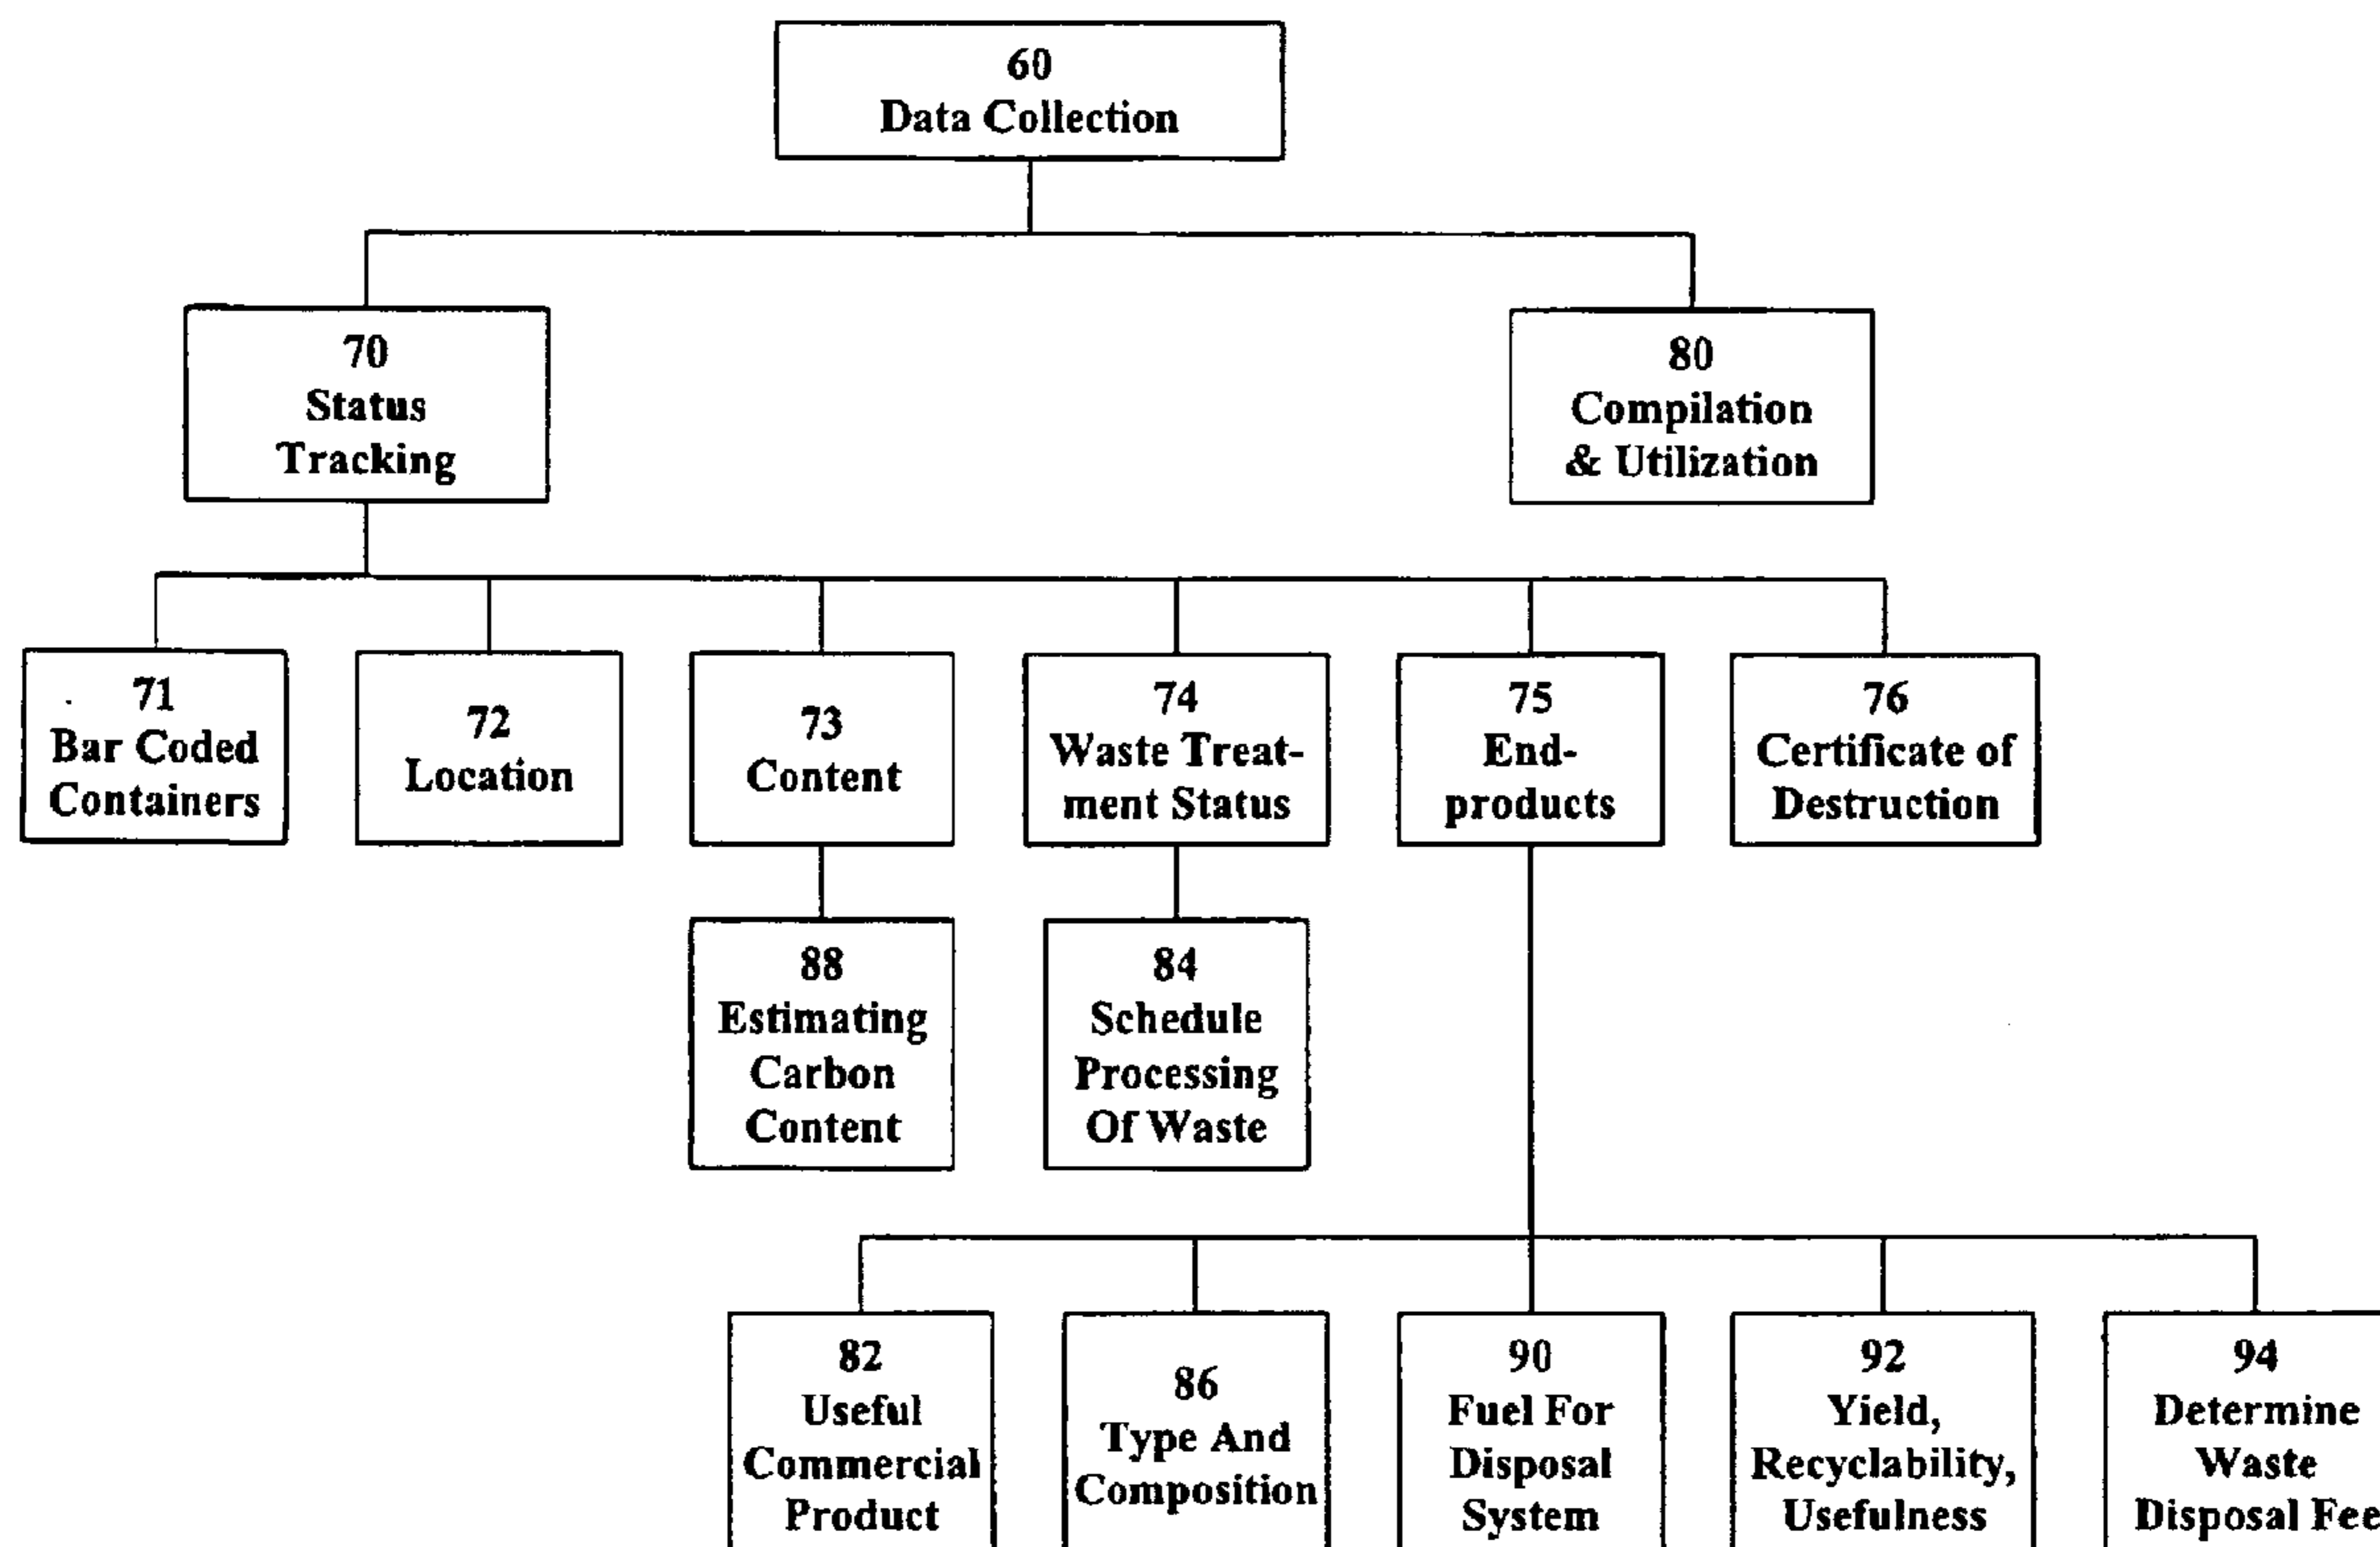 60
Data Collection
70
Status
Tracking
80
Compilation
& Utilization
71
Bar Coded
Containers
72
Location
73
Content
74
Waste Treat-
ment Status
75
End-
products
76
Certificate of
Destruction
88
Estimating
Carbon
Content
84
Schedule
Processing
Of Waste
82
Useful
Commercial
Product
86
Type And
Composition
90
Fuel For
Disposal
System
92
Yield,
Recyclability,
Usefulness
94
Determine
Waste
Disposal Fee